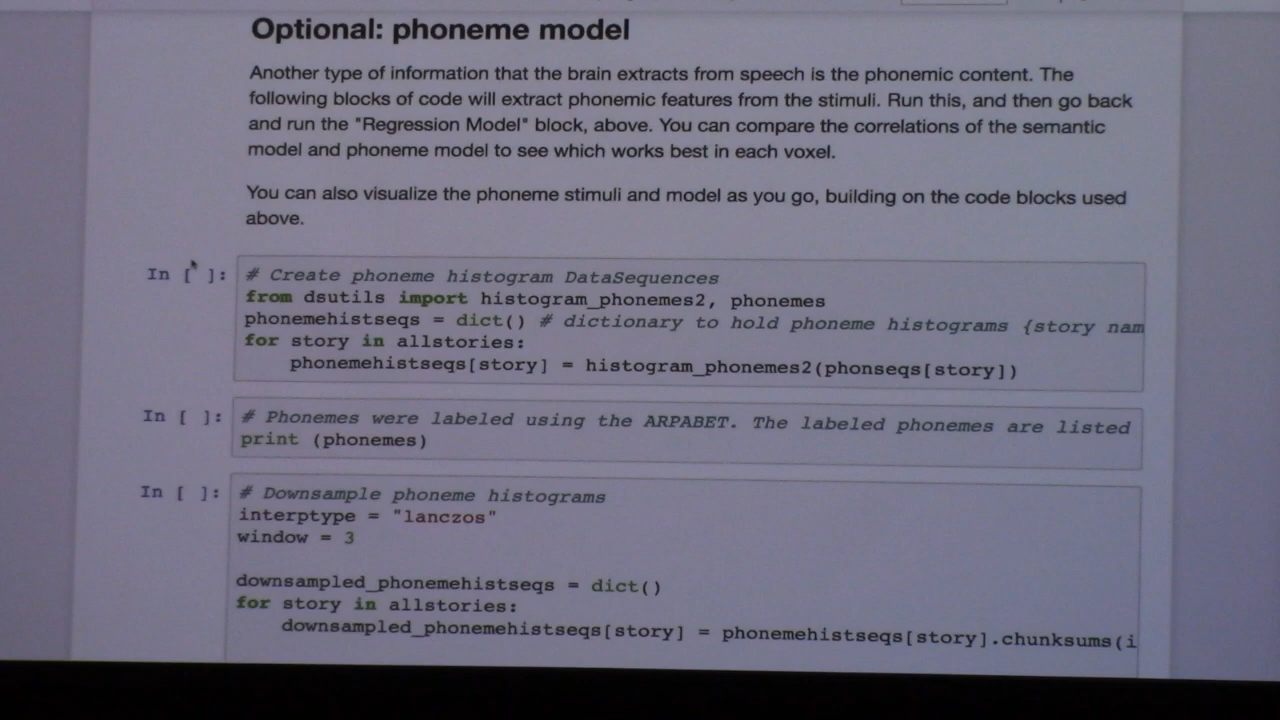 Optional: phoneme model
Another type of information that the brain extracts from speech is the phonemic content. The
following blocks of code will extract phonemic features from the stimuli. Run this, and then go back
and run the "Regression Model" block, above. You can compare the correlations of the semantic
model and phoneme model to see which works best in each voxel.
You can also visualize the phoneme stimuli and model as you go, building on the code blocks used
above.
In [ ]: # Create phoneme histogram DataSequences
from dsutils import histogram_phonemes2, phonemes
phonemehistseqs = dict() # dictionary to hold phoneme histograms {story nam
for story in allstories:
    phonemehistseqs[story] = histogram_phonemes2(phonseqs[story])
In [ ]: # Phonemes were labeled using the ARPABET. The labeled phonemes are listed
print (phonemes)
In [ ]: # Downsample phoneme histograms
interptype = "lanczos"
window = 3
downsampled_phonemehistseqs = dict()
for story in allstories:
    downsampled_phonemehistseqs[story] = phonemehistseqs[story].chunksums(i